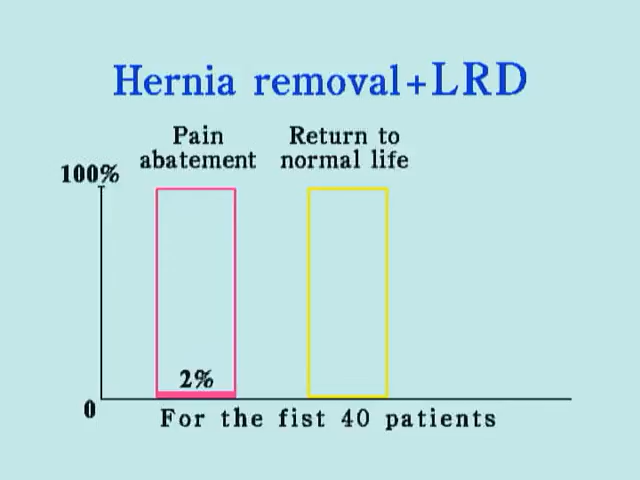 Hernia removal+LRD
Pain abatement
Return to normal life
100%
2%
0
For the fist 40 patients